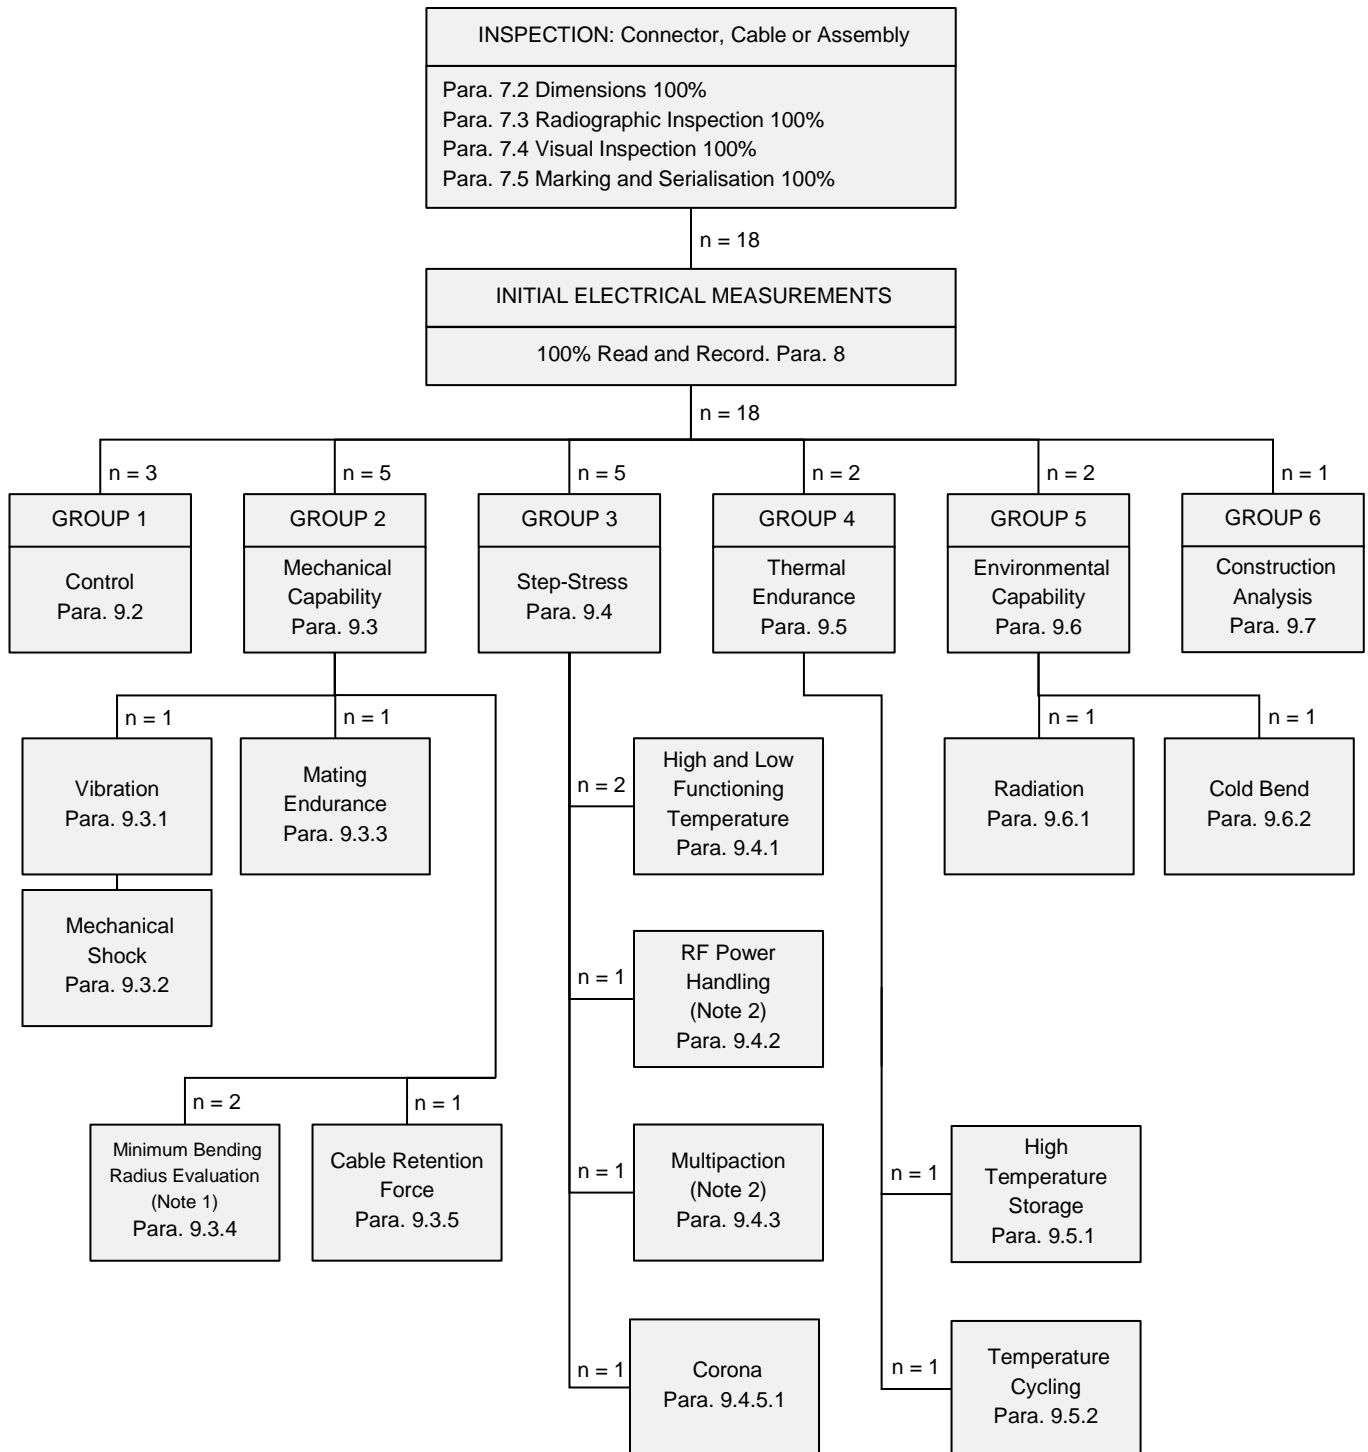 INSPECTION: Connector, Cable or Assembly
Para. 7.2 Dimensions 100%
Para. 7.3 Radiographic Inspection 100%
Para. 7.4 Visual Inspection 100%
Para. 7.5 Marking and Serialisation 100%
n = 18
INITIAL ELECTRICAL MEASUREMENTS
100% Read and Record. Para. 8
n = 18
n = 3
GROUP 1
Control
Para. 9.2
n = 5
GROUP 2
Mechanical
Capability
Para. 9.3
n = 5
GROUP 3
Step-Stress
Para. 9.4
n = 2
GROUP 4
Thermal
Endurance
Para. 9.5
n = 2
GROUP 5
Environmental
Capability
Para. 9.6
n = 1
GROUP 6
Construction
Analysis
Para. 9.7
n = 1
Vibration
Para. 9.3.1
Mechanical
Shock
Para. 9.3.2
n = 1
Mating
Endurance
Para. 9.3.3
n = 2
Minimum Bending
Radius Evaluation
(Note 1)
Para. 9.3.4
n = 1
Cable Retention
Force
Para. 9.3.5
n = 2
High and Low
Functioning
Temperature
Para. 9.4.1
n = 1
RF Power
Handling
(Note 2)
Para. 9.4.2
n = 1
Multipaction
(Note 2)
Para. 9.4.3
n = 1
Corona
Para. 9.4.5.1
n = 1
High
Temperature
Storage
Para. 9.5.1
n = 1
Temperature
Cycling
Para. 9.5.2
n = 1
Radiation
Para. 9.6.1
n = 1
Cold Bend
Para. 9.6.2